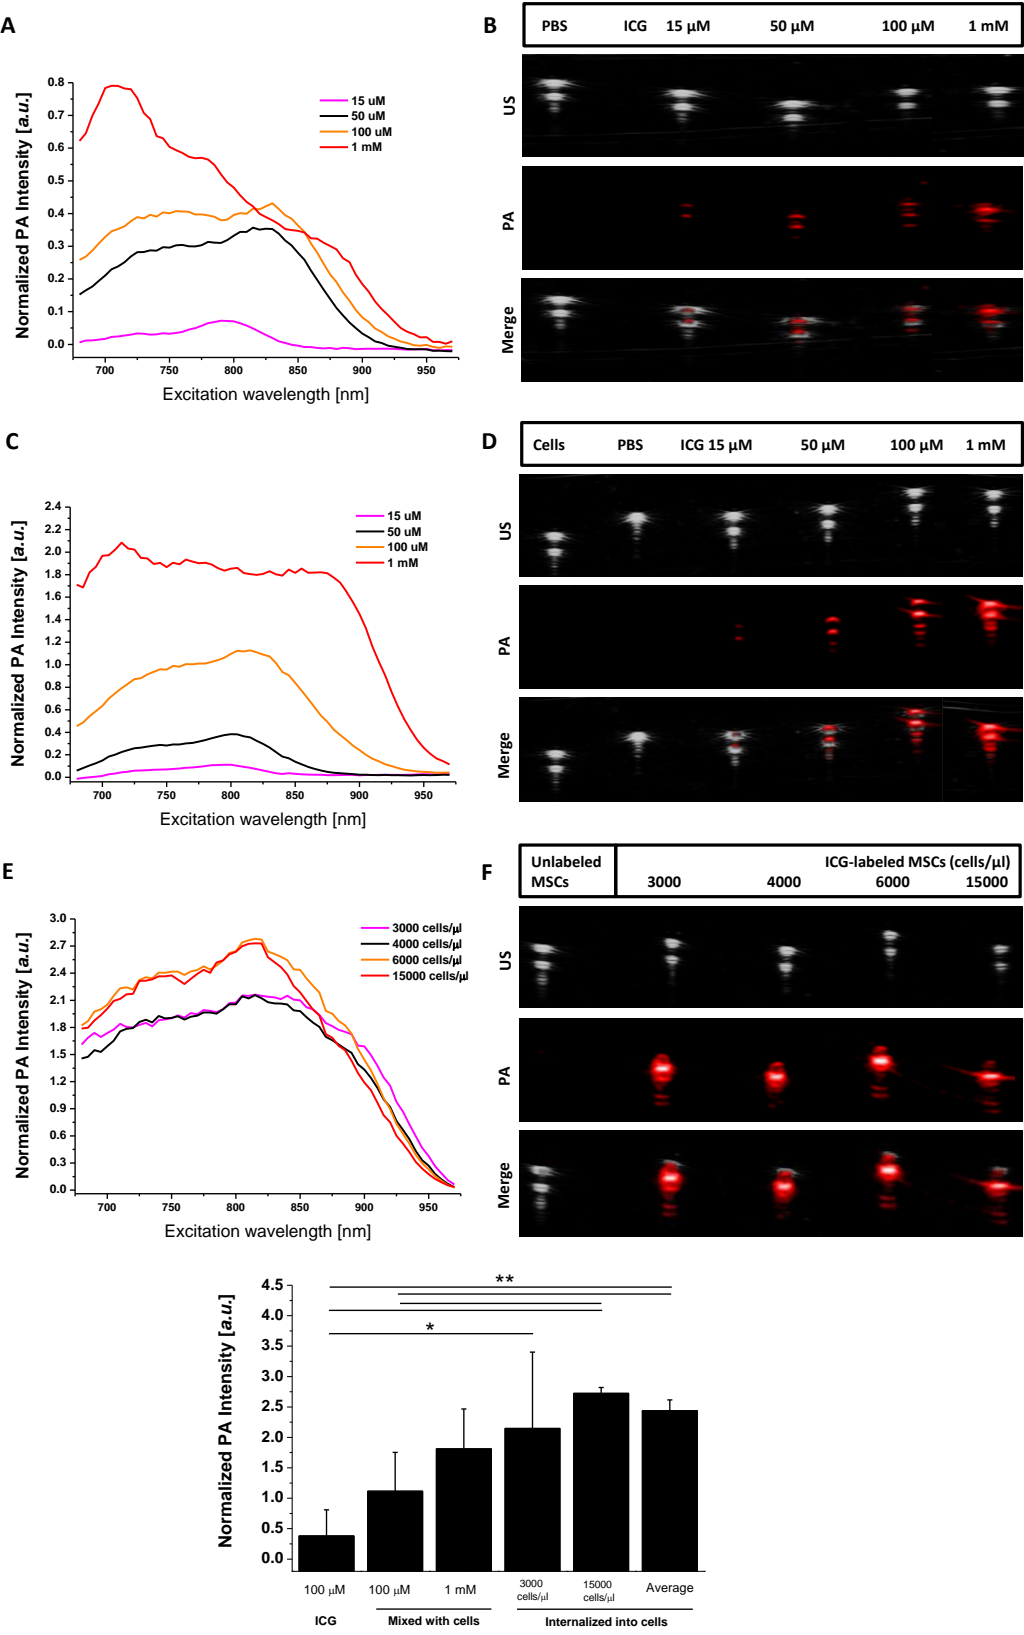 A
Normalized PA Intensity [a.u.]
0.8
0.7
0.6
0.5
0.4
0.3
0.2
0.1
0.0
15 uM
50 uM
100 uM
1 mM
700 750 800 850 900 950
Excitation wavelength [nm]
B
PBS ICG 15 µM 50 µM 100 µM 1 mM
US
PA
Merge
C
Normalized PA Intensity [a.u.]
2.4
2.2
2.0
1.8
1.6
1.4
1.2
1.0
0.8
0.6
0.4
0.2
0.0
15 uM
50 uM
100 uM
1 mM
700 750 800 850 900 950
Excitation wavelength [nm]
D
Cells PBS ICG 15 µM 50 µM 100 µM 1 mM
US
PA
Merge
E
Normalized PA Intensity [a.u.]
3.0
2.7
2.4
2.1
1.8
1.5
1.2
0.9
0.6
0.3
0.0
3000 cells/µl
4000 cells/µl
6000 cells/µl
15000 cells/µl
700 750 800 850 900 950
Excitation wavelength [nm]
F
Unlabeled MSCs
ICG-labeled MSCs (cells/µl)
3000 4000 6000 15000
US
PA
Merge
Normalized PA Intensity [a.u.]
4.5
4.0
3.5
3.0
2.5
2.0
1.5
1.0
0.5
0.0
**
*
100 µM 100 µM 1 mM 3000 cells/µl 15000 cells/µl Average
ICG Mixed with cells Internalized into cells